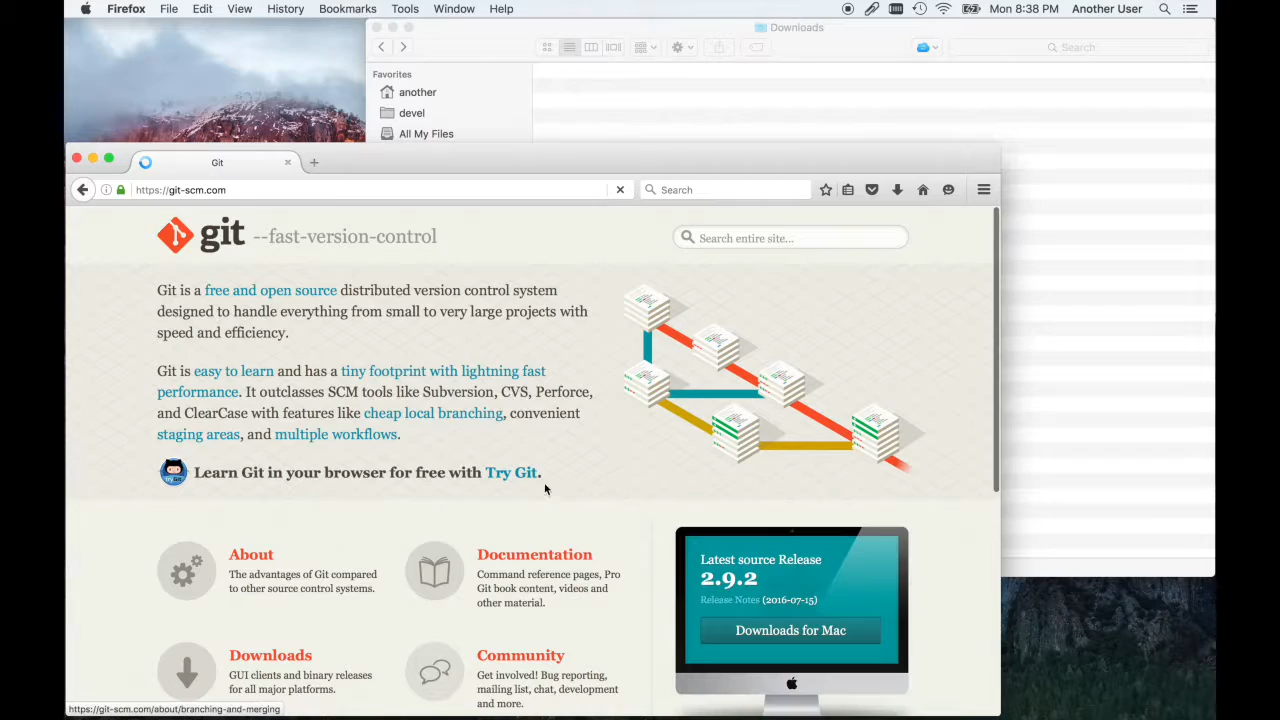 Firefox File Edit View History Bookmarks Tools Window Help Mon 8:38 PM Another User
Downloads
Search
Favorites
another
devel
All My Files
Git
https://git-scm.com
Search
git --fast-version-control
Search entire site...
Git is a free and open source distributed version control system
designed to handle everything from small to very large projects with
speed and efficiency.
Git is easy to learn and has a tiny footprint with lightning fast
performance. It outclasses SCM tools like Subversion, CVS, Perforce,
and ClearCase with features like cheap local branching, convenient
staging areas, and multiple workflows.
Learn Git in your browser for free with Try Git.
About
The advantages of Git compared
to other source control systems.
Documentation
Command reference pages, Pro
Git book content, videos and
other material.
Latest source Release
2.9.2
Release Notes (2016-07-15)
Downloads for Mac
Downloads
GUI clients and binary releases
for all major platforms.
Community
Get involved! Bug reporting,
mailing list, chat, development
and more.
https://git-scm.com/about/branching-and-merging